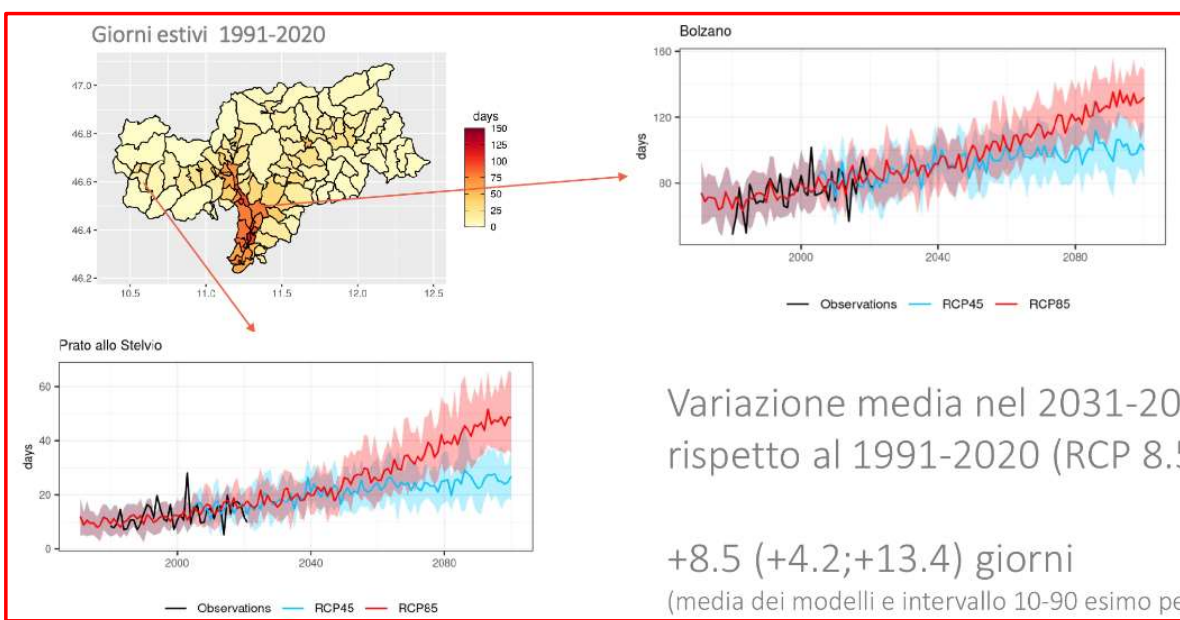 Giorni estivi 1991-2020
47.0
46.8
46.6
46.4
46.2
10.5 11.0 11.5 12.0 12.5
days
150
125
100
75
50
25
0
Bolzano
160
120
80
days
2000 2040 2080
Observations RCP45 RCP85
Prato allo Stelvio
60
40
20
0
days
2000 2040 2080
Observations RCP45 RCP85
Variazione media nel 2031-20
rispetto al 1991-2020 (RCP 8.5
+8.5 (+4.2;+13.4) giorni
(media dei modelli e intervallo 10-90 esimo pe